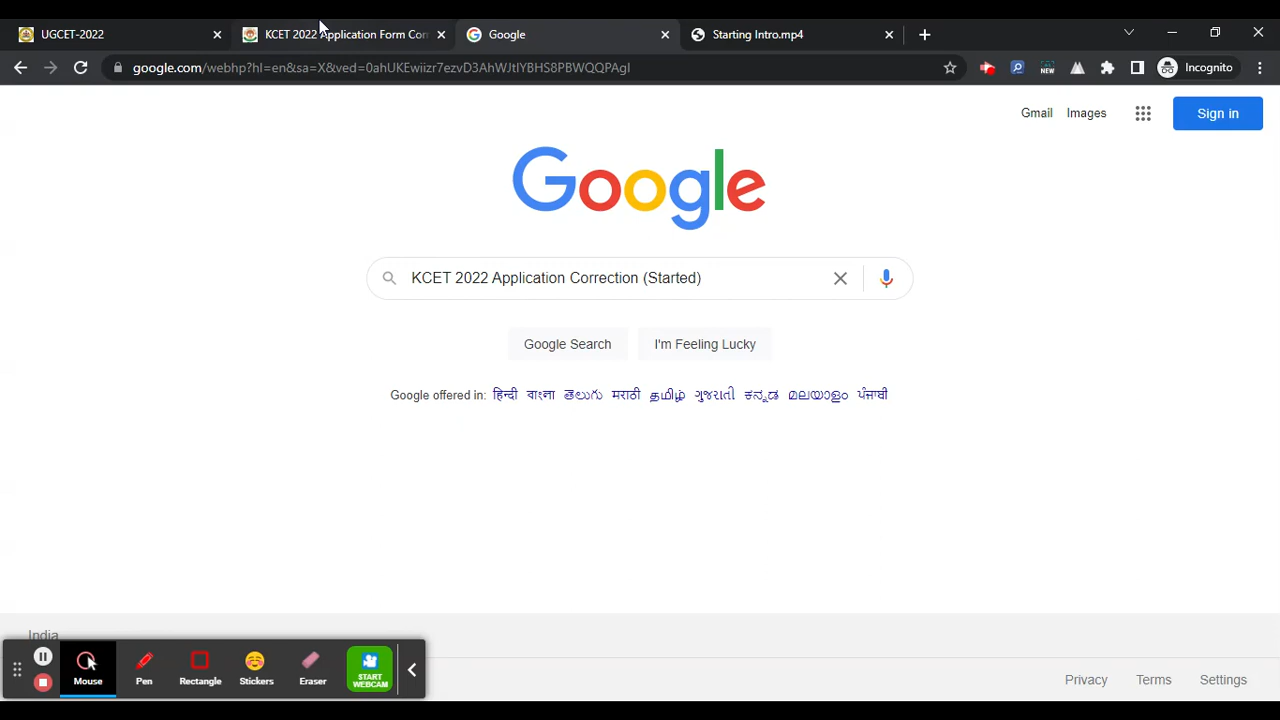 UGCET-2022
KCET 2022 Application Form Cor
Google
Starting Intro.mp4
google.com/webhp?hl=en&sa=X&ved=0ahUKEwiizr7ezvD3AhWJtlYBHS8PBWQQPAgI
NEW
Incognito
Gmail
Images
Sign in
Google
KCET 2022 Application Correction (Started)
Google Search
I'm Feeling Lucky
Google offered in: हिन्दी বাংলা తెలుగు मराठी தமிழ் ગુજરાતી ಕನ್ನಡ മലയാളം ਪੰਜਾਬੀ
India
Mouse
Pen
Rectangle
Stickers
Eraser
START
WEBCAM
Privacy
Terms
Settings